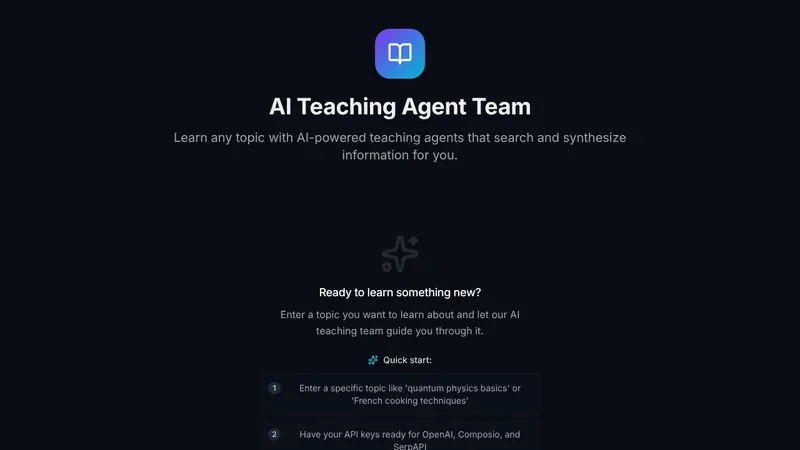 AI Teaching Agent Team
Learn any topic with AI-powered teaching agents that search and synthesize
information for you.
Ready to learn something new?
Enter a topic you want to learn about and let our AI
teaching team guide you through it.
Quick start:
1 Enter a specific topic like 'quantum physics basics' or
'French cooking techniques'
2 Have your API keys ready for OpenAI, Composio, and
SerpAPI